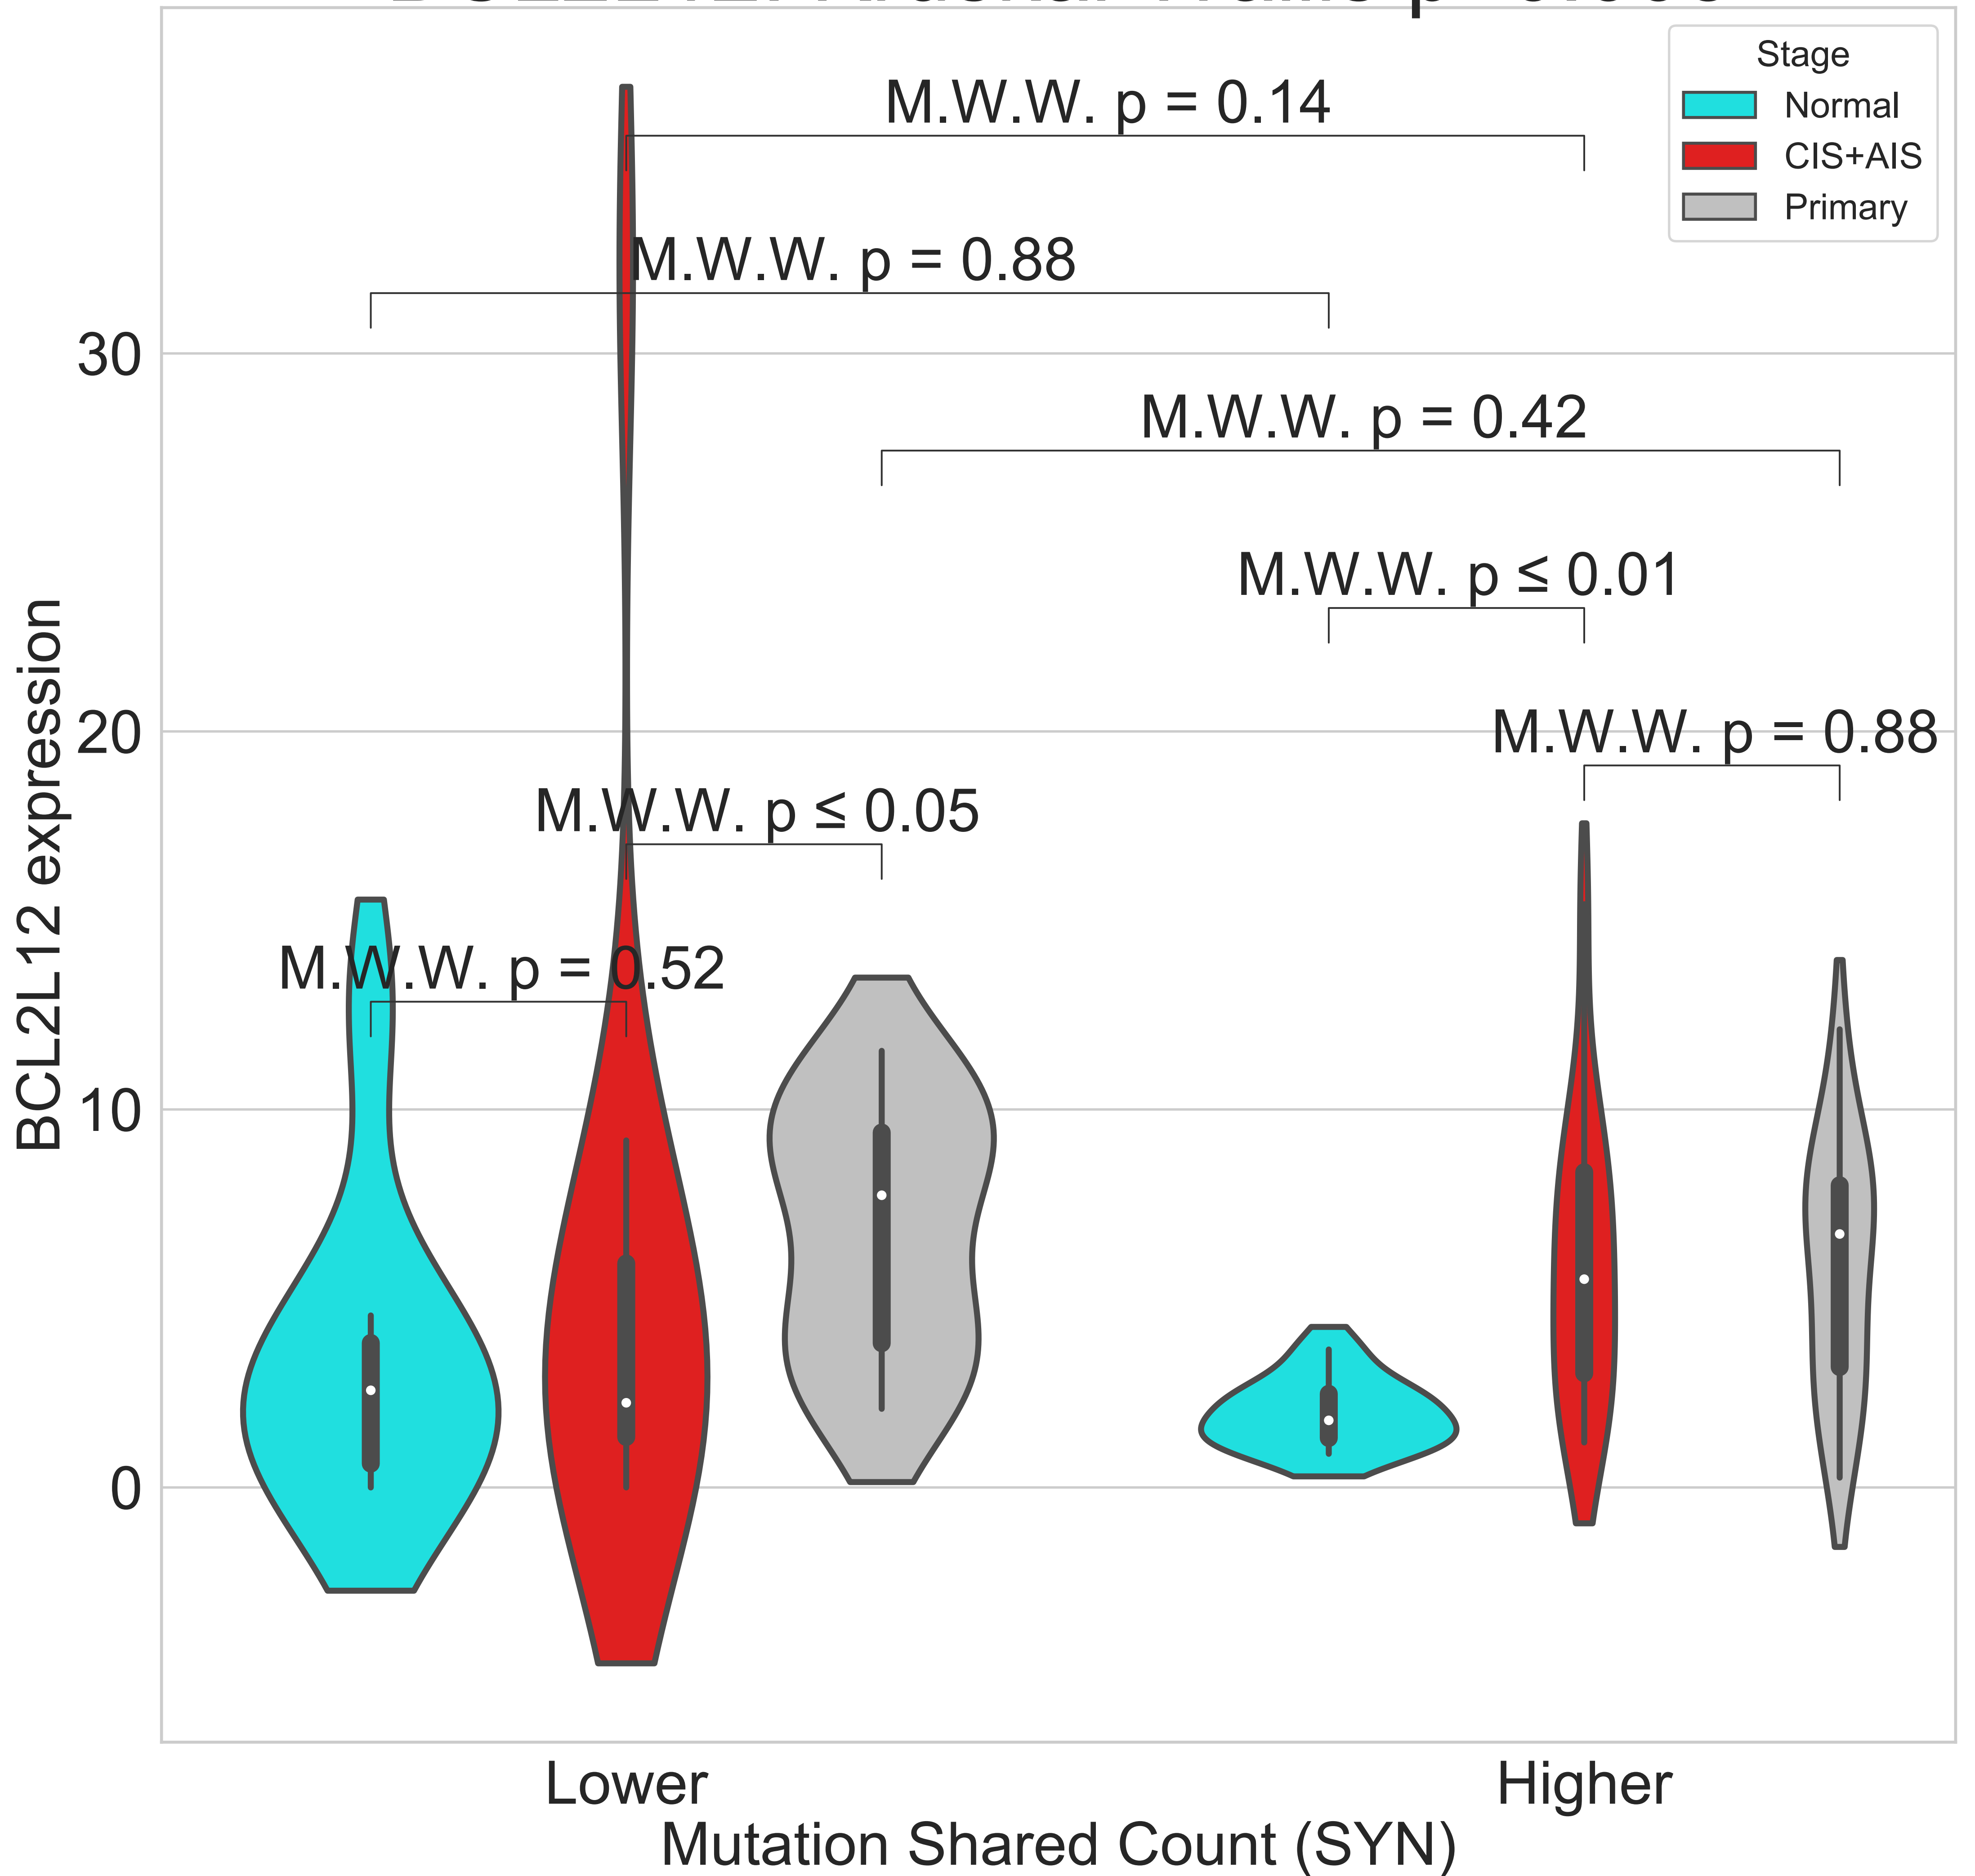 Stage
Normal
CIS+AIS
Primary
M.W.W. p = 0.14
M.W.W. p = 0.88
M.W.W. p = 0.42
M.W.W. p ≤ 0.01
M.W.W. p = 0.88
M.W.W. p ≤ 0.05
M.W.W. p = 0.52
BCL2L12 expression
30
20
10
0
Lower
Higher
Mutation Shared Count (SYN)